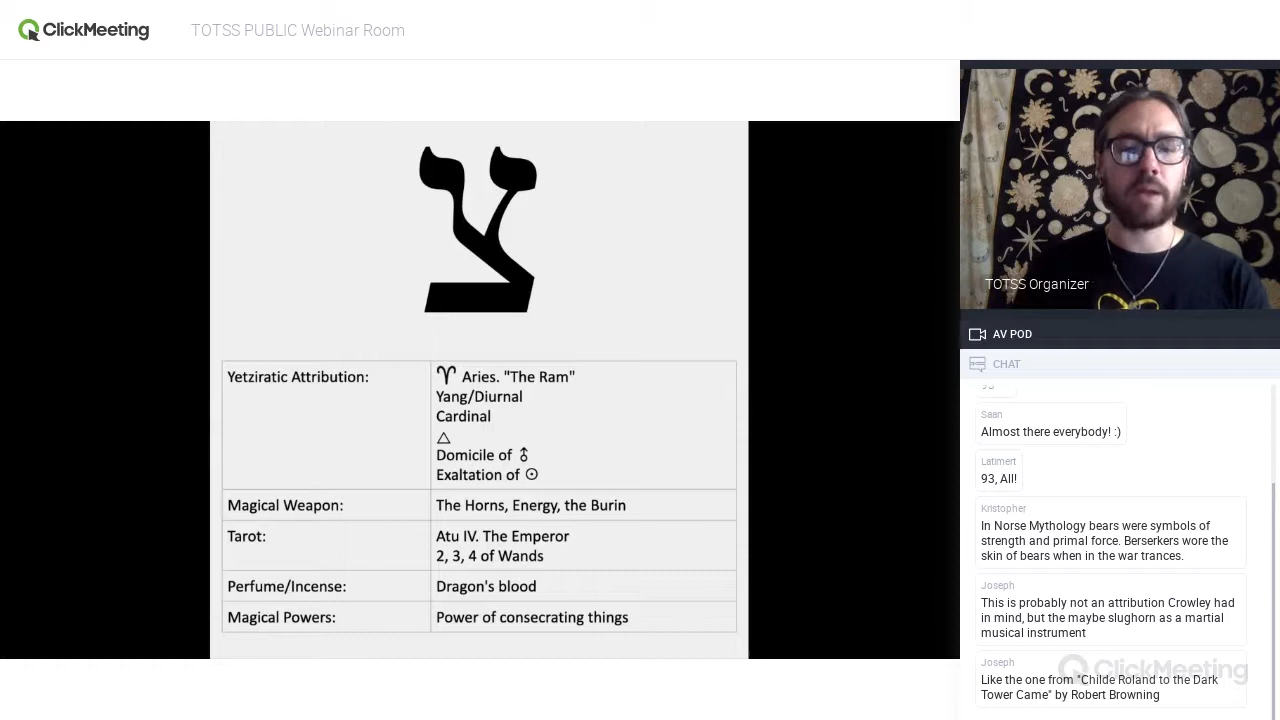 ClickMeeting
TOTSS PUBLIC Webinar Room
צ
Yetziratic Attribution:
♈ Aries. "The Ram"
Yang/Diurnal
Cardinal
△
Domicile of ♂
Exaltation of ☉
Magical Weapon:
The Horns, Energy, the Burin
Tarot:
Atu IV. The Emperor
2, 3, 4 of Wands
Perfume/Incense:
Dragon's blood
Magical Powers:
Power of consecrating things
TOTSS Organizer
AV POD
CHAT
Saan
Almost there everybody! :)
Latimert
93, All!
Kristopher
In Norse Mythology bears were symbols of
strength and primal force. Berserkers wore the
skin of bears when in the war trances.
Joseph
This is probably not an attribution Crowley had
in mind, but the maybe slughorn as a martial
musical instrument
Joseph
Like the one from "Childe Roland to the Dark
Tower Came" by Robert Browning
ClickMeeting